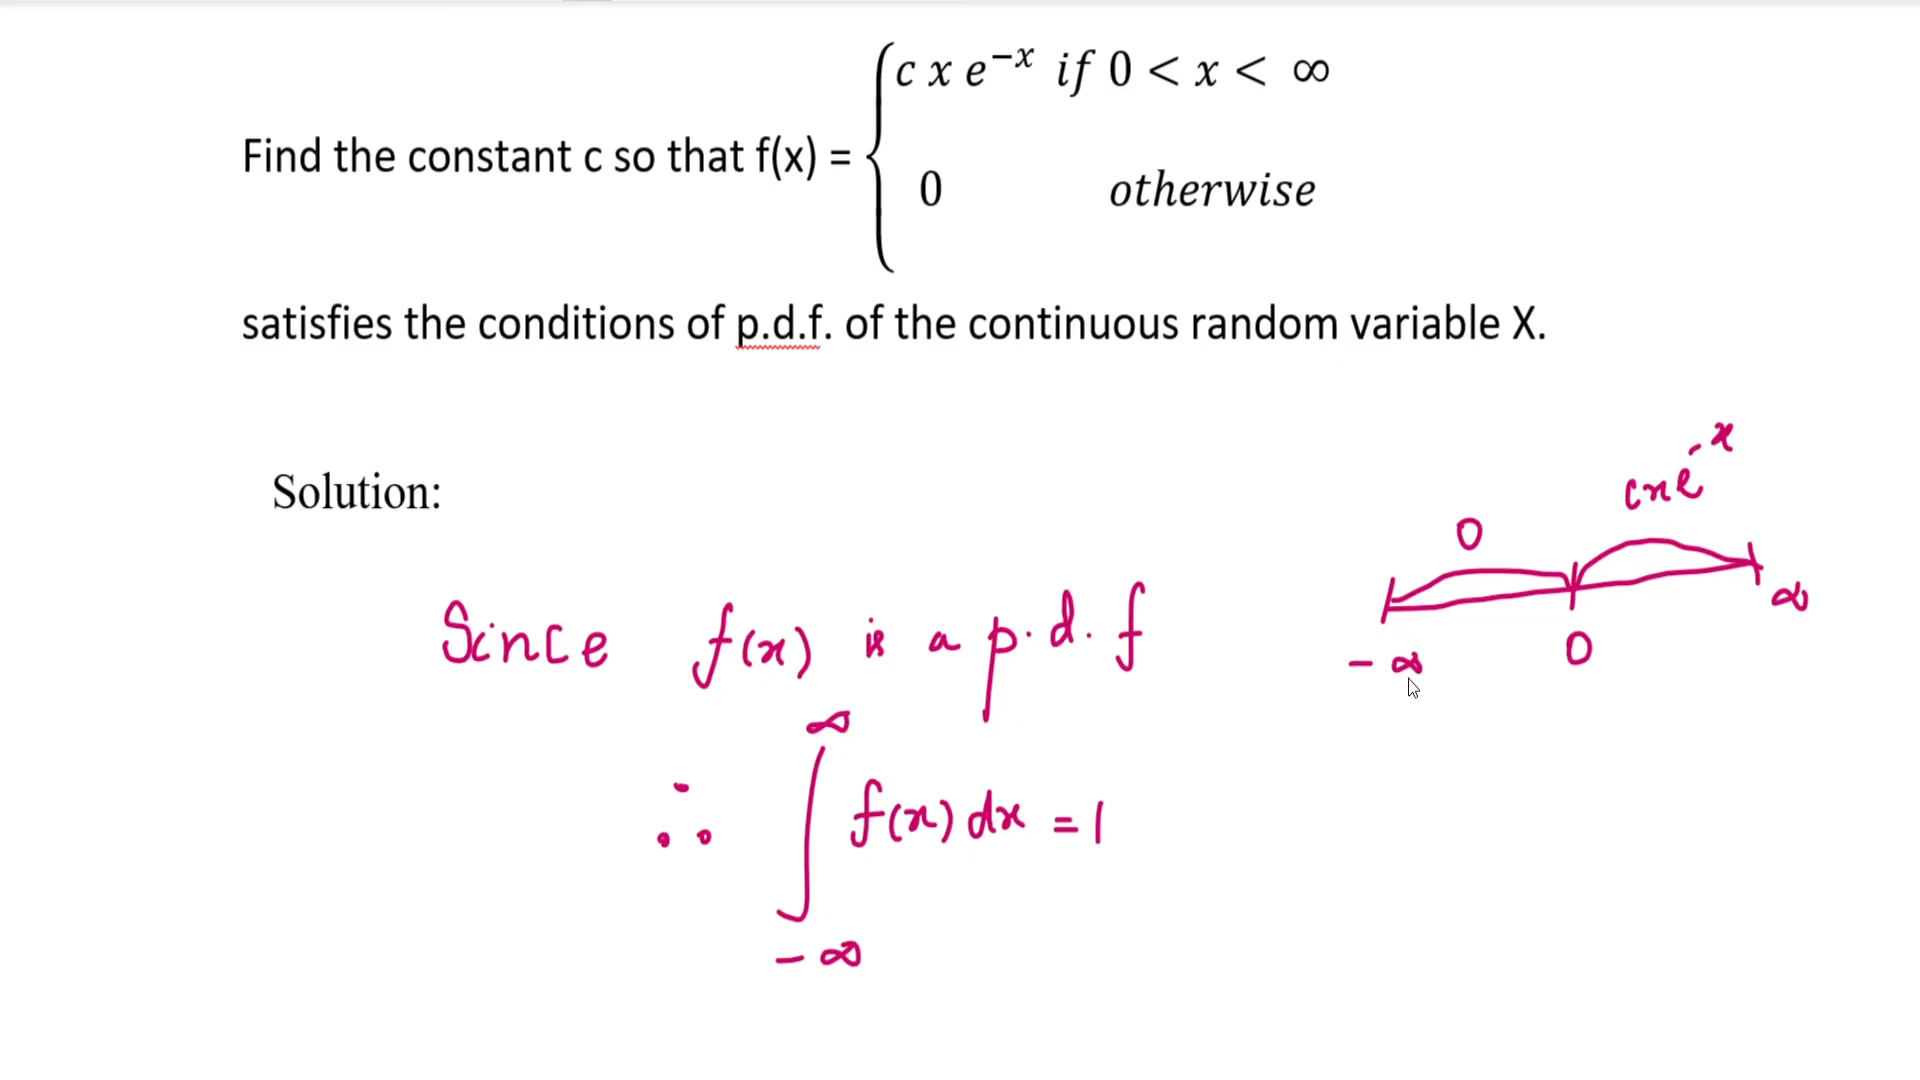 c x e⁻ˣ if 0 < x < ∞
Find the constant c so that f(x) =
0 otherwise
satisfies the conditions of p.d.f. of the continuous random variable X.
Solution:
cxe⁻ˣ
0
-∞ 0 ∞
Since f(x) is a p.d.f
∴ ∫_{-∞}^{∞} f(x) dx = 1